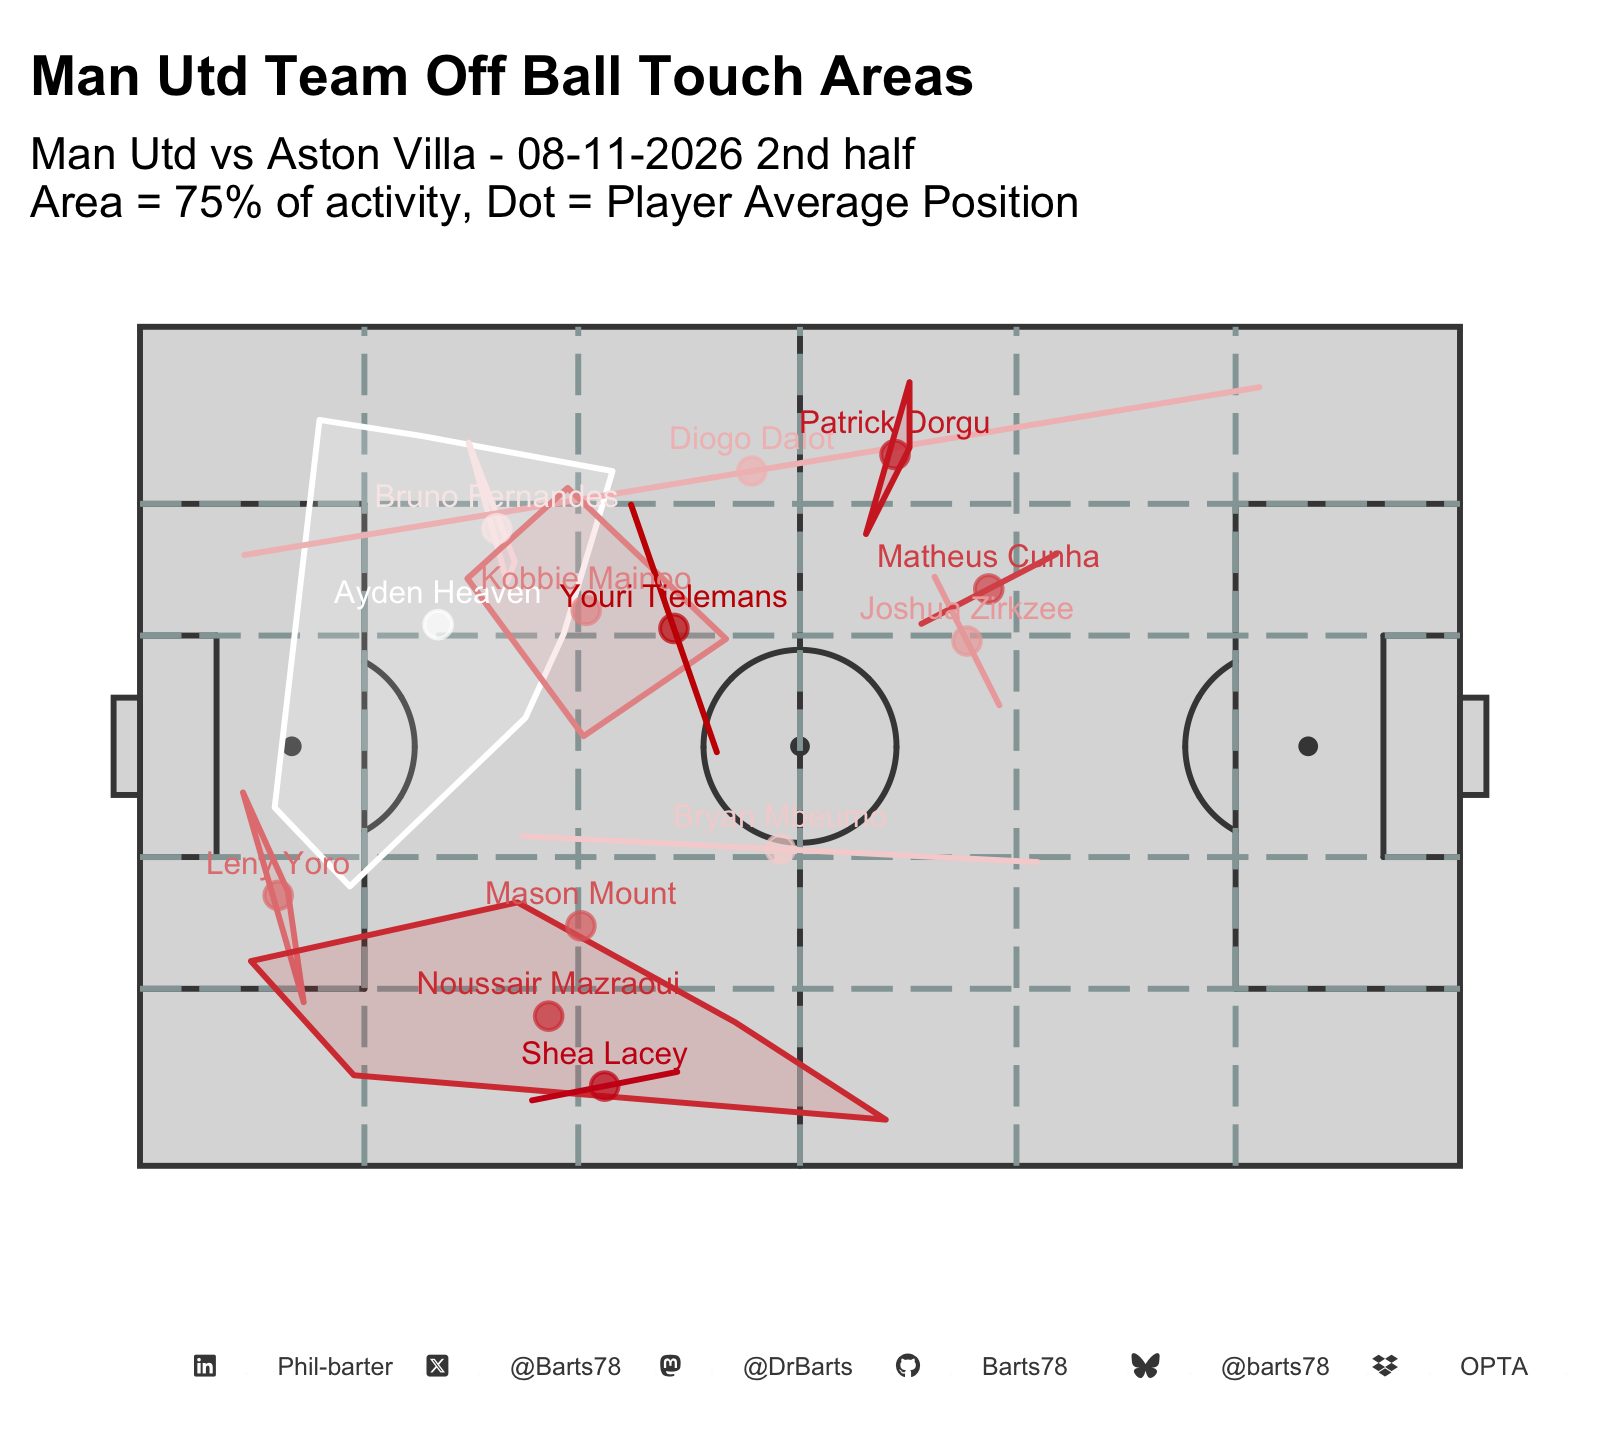 Man Utd Team Off Ball Touch Areas
Man Utd vs Aston Villa - 08-11-2026 2nd half
Area = 75% of activity, Dot = Player Average Position
Patrick Dorgu
Diogo Dalot
Bruno Fernandes
Matheus Cunha
Kobbie Mainoo
Ayden Heaven
Youri Tielemans
Joshua Zirkzee
Bryan Mbeumo
Leny Yoro
Mason Mount
Noussair Mazraoui
Shea Lacey
Phil-barter @Barts78 @DrBarts Barts78 @barts78 OPTA